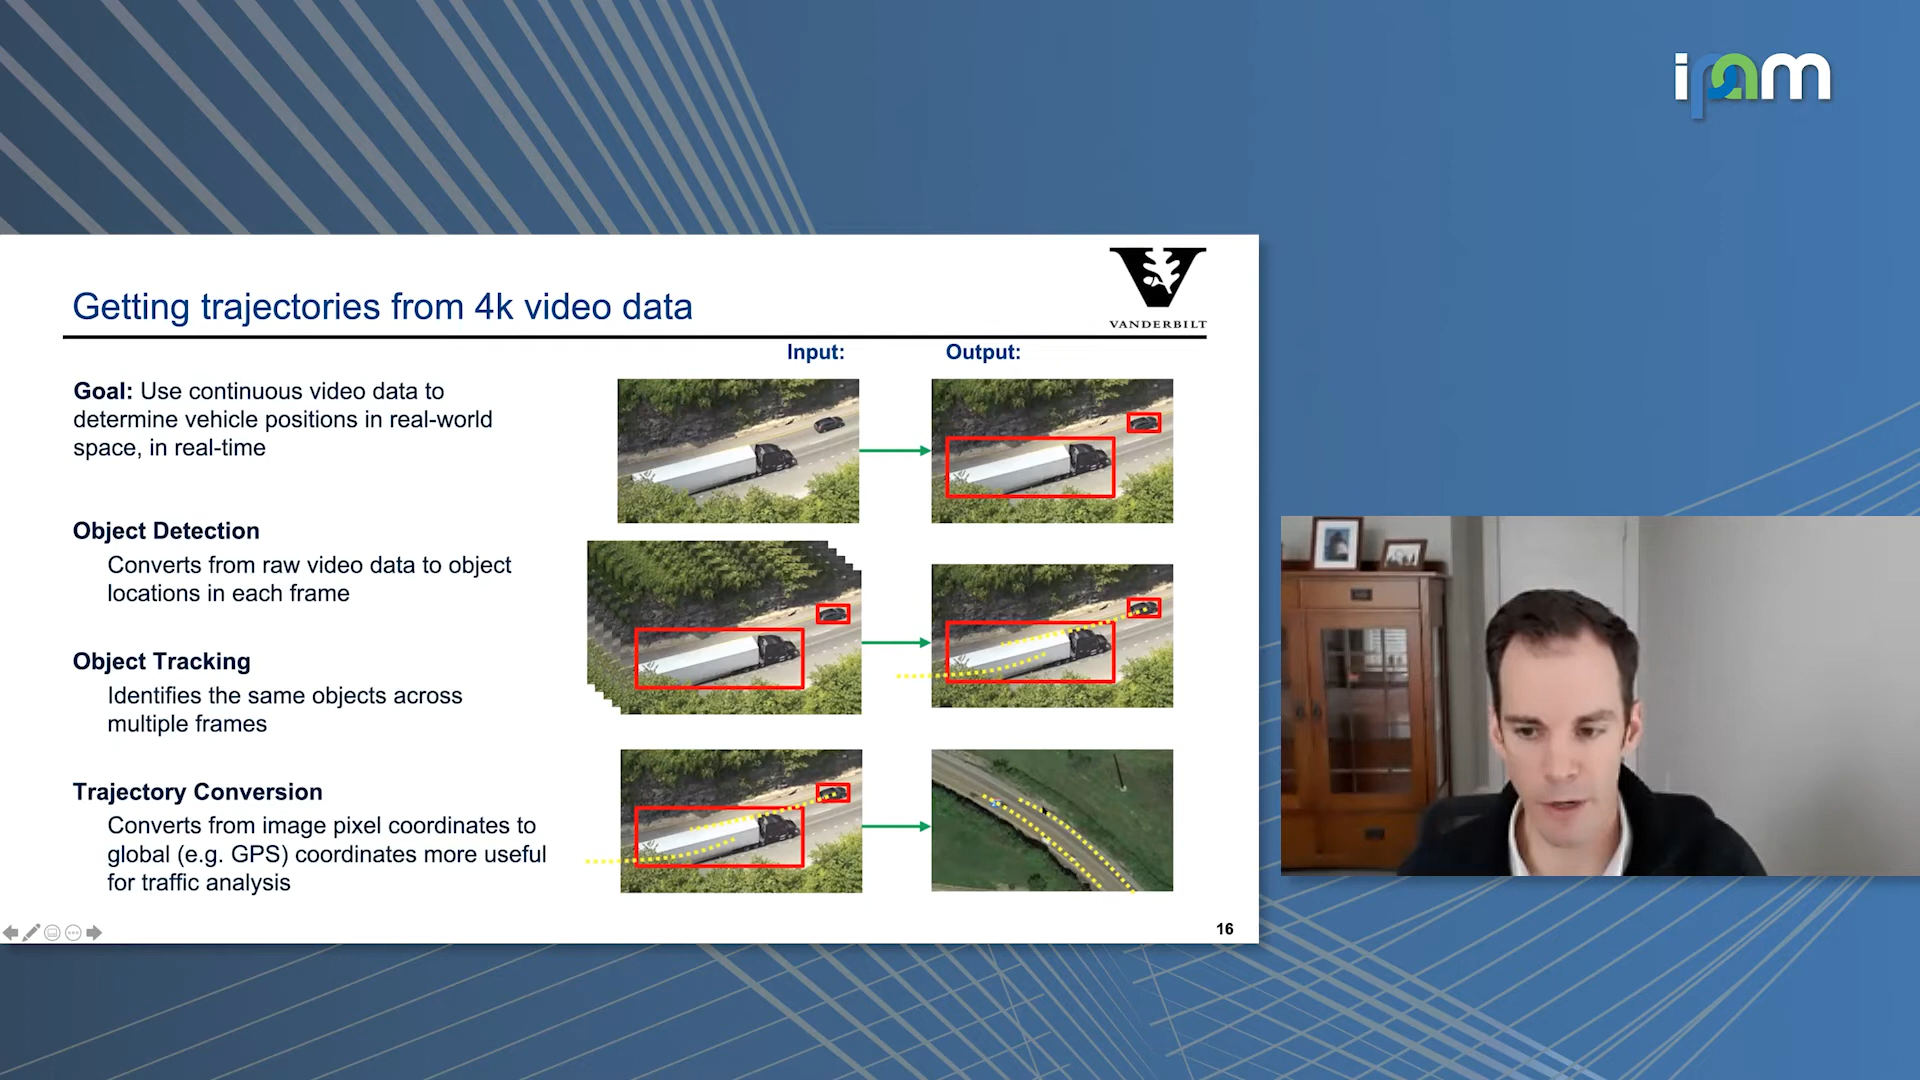 ipam
VANDERBILT
Getting trajectories from 4k video data
Input:
Output:
Goal: Use continuous video data to
determine vehicle positions in real-world
space, in real-time
Object Detection
Converts from raw video data to object
locations in each frame
Object Tracking
Identifies the same objects across
multiple frames
Trajectory Conversion
Converts from image pixel coordinates to
global (e.g. GPS) coordinates more useful
for traffic analysis
16